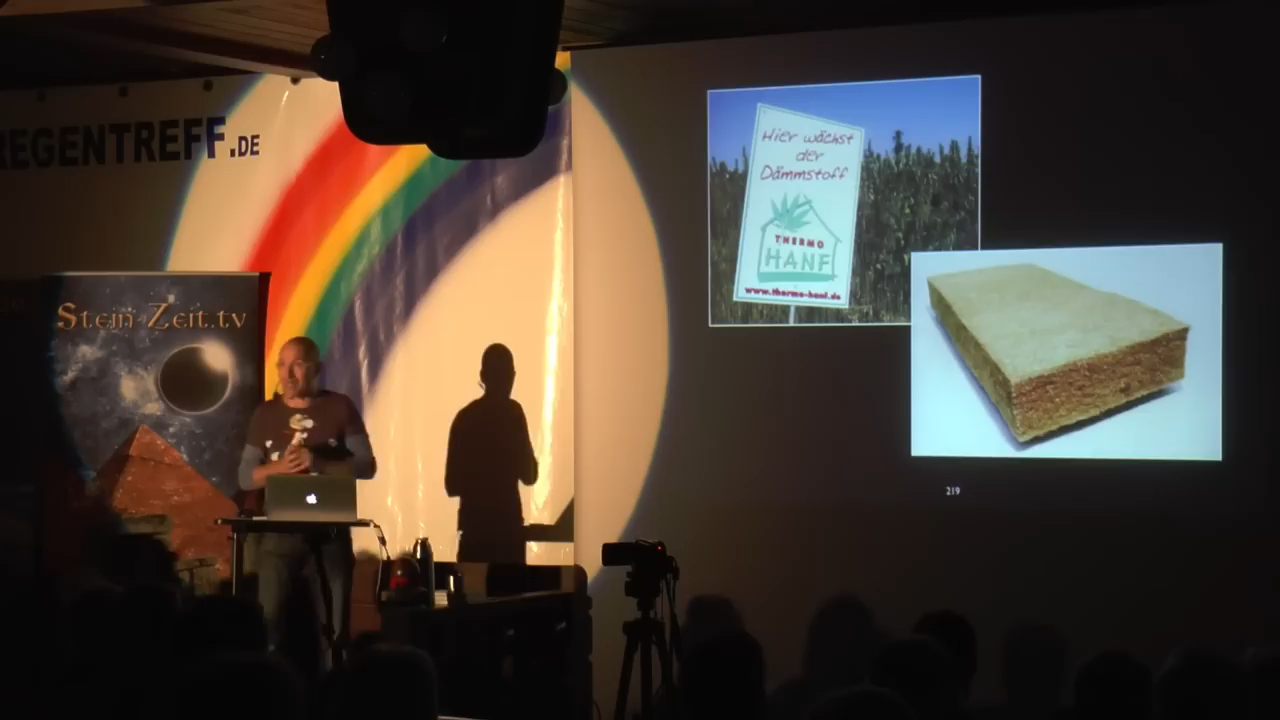 REGENTREFF.DE
Stein-Zeit.tv
Hier wächst
der
Dämmstoff
THERMO
HANF
www.thermo-hanf.de
219